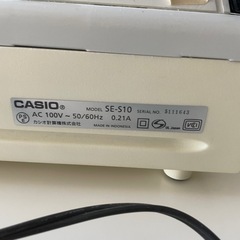 CASIO® MODEL SE-S10 SERIAL NO.
AC 100V ~ 50/60Hz 0.21A
カシオ計算機株式会社 MADE IN INDONESIA